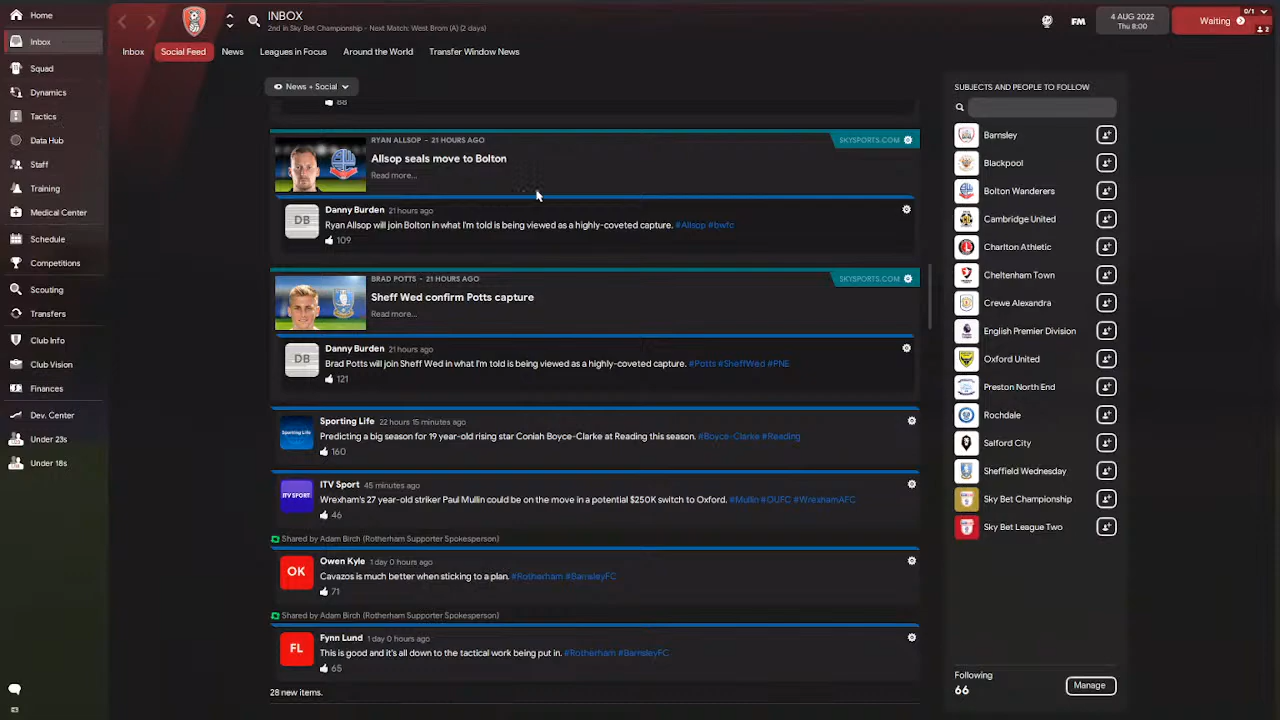 Home
Inbox
Squad
Dynamics
Tactics
Data Hub
Staff
Training
Medical Center
Schedule
Competitions
Scouting
Transfers
Club Info
Finances
Dev. Center
Under 23s
Under 18s
INBOX
2nd in Sky Bet Championship - Next Match: West Brom (A) (2 days)
FM
4 AUG 2022
Thu 8:00
0/1
Waiting
2
Inbox
Social Feed
News
Leagues in Focus
Around the World
Transfer Window News
News + Social
88
RYAN ALLSOP - 21 HOURS AGO
SKYSPORTS.COM
Allsop seals move to Bolton
Read more...
DB
Danny Burden 21 hours ago
Ryan Allsop will join Bolton in what I'm told is being viewed as a highly-coveted capture. #Allsop #bwfc
109
BRAD POTTS - 21 HOURS AGO
SKYSPORTS.COM
Sheff Wed confirm Potts capture
Read more...
DB
Danny Burden 21 hours ago
Brad Potts will join Sheff Wed in what I'm told is being viewed as a highly-coveted capture. #Potts #SheffWed #PNE
121
Sporting Life
Sporting Life 22 hours 15 minutes ago
Predicting a big season for 19 year-old rising star Conian Boyce-Clarke at Reading this season. #Boyce-Clarke #Reading
160
ITV SPORT
ITV Sport 45 minutes ago
Wrexham's 27 year-old striker Paul Mullin could be on the move in a potential $250K switch to Oxford. #Mullin #OUFC #WrexhamAFC
46
Shared by Adam Birch (Rotherham Supporter Spokesperson)
OK
Owen Kyle 1 day 0 hours ago
Cavazos is much better when sticking to a plan. #Rotherham #BarnsleyFC
71
Shared by Adam Birch (Rotherham Supporter Spokesperson)
FL
Fynn Lund 1 day 0 hours ago
This is good and it's all down to the tactical work being put in. #Rotherham #BarnsleyFC
65
28 new items.
SUBJECTS AND PEOPLE TO FOLLOW
Barnsley
Blackpool
Bolton Wanderers
Cambridge United
Charlton Athletic
Cheltenham Town
Crewe Alexandra
English Premier Division
Oxford United
Preston North End
Rochdale
Salford City
Sheffield Wednesday
Sky Bet Championship
Sky Bet League Two
Following
66
Manage